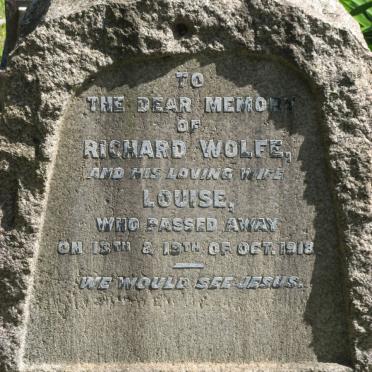 TO
THE DEAR MEMORY
OF
RICHARD WOLFE,
AND HIS LOVING WIFE
LOUISE,
WHO PASSED AWAY
ON 18TH & 19TH OF OCT. 1918
WE WOULD SEE JESUS.